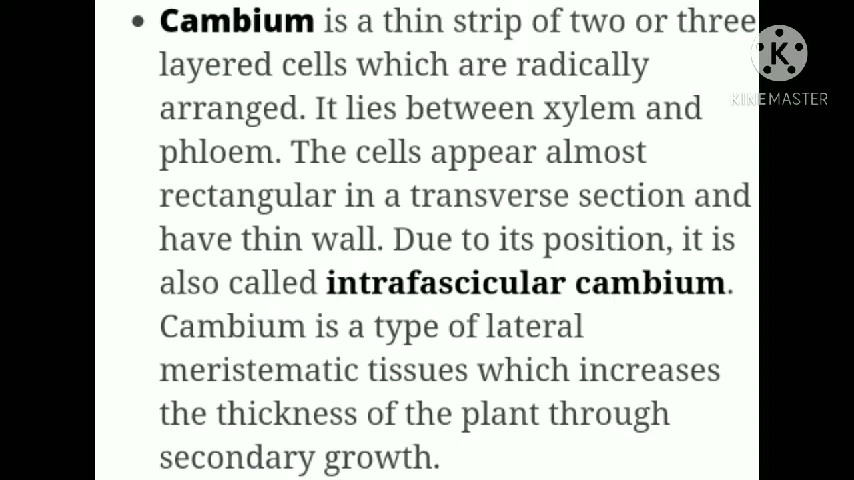 • Cambium is a thin strip of two or three
layered cells which are radically
arranged. It lies between xylem and
phloem. The cells appear almost
rectangular in a transverse section and
have thin wall. Due to its position, it is
also called intrafascicular cambium.
Cambium is a type of lateral
meristematic tissues which increases
the thickness of the plant through
secondary growth.
K
KINEMASTER